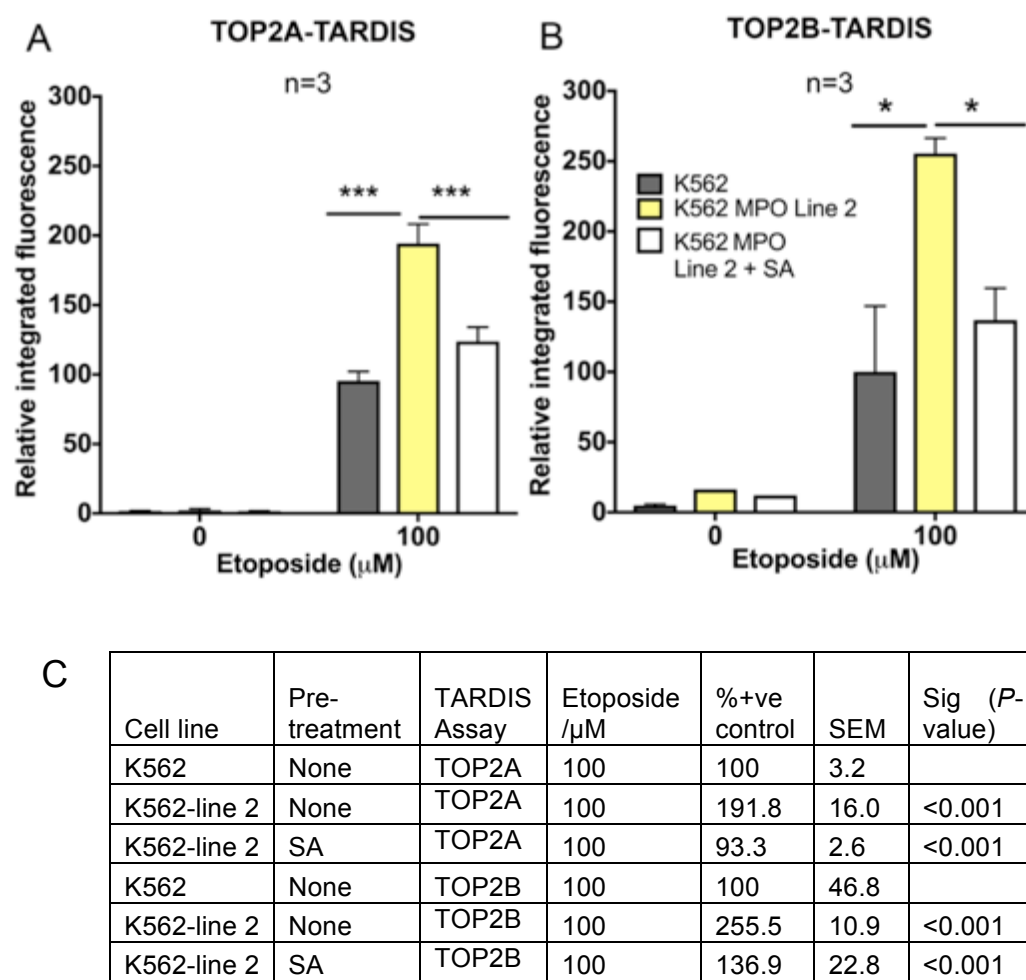 A
TOP2A-TARDIS
n=3
Relative integrated fluorescence
300
250
200
150
100
50
0
***
***
0
100
Etoposide (μM)
B
TOP2B-TARDIS
n=3
Relative integrated fluorescence
300
250
200
150
100
50
0
*
*
K562
K562 MPO Line 2
K562 MPO
Line 2 + SA
0
100
Etoposide (μM)
C
Cell line Pre-treatment TARDIS Assay Etoposide /μM %+ve control SEM Sig (P-value)
K562 None TOP2A 100 100 3.2
K562-line 2 None TOP2A 100 191.8 16.0 <0.001
K562-line 2 SA TOP2A 100 93.3 2.6 <0.001
K562 None TOP2B 100 100 46.8
K562-line 2 None TOP2B 100 255.5 10.9 <0.001
K562-line 2 SA TOP2B 100 136.9 22.8 <0.001